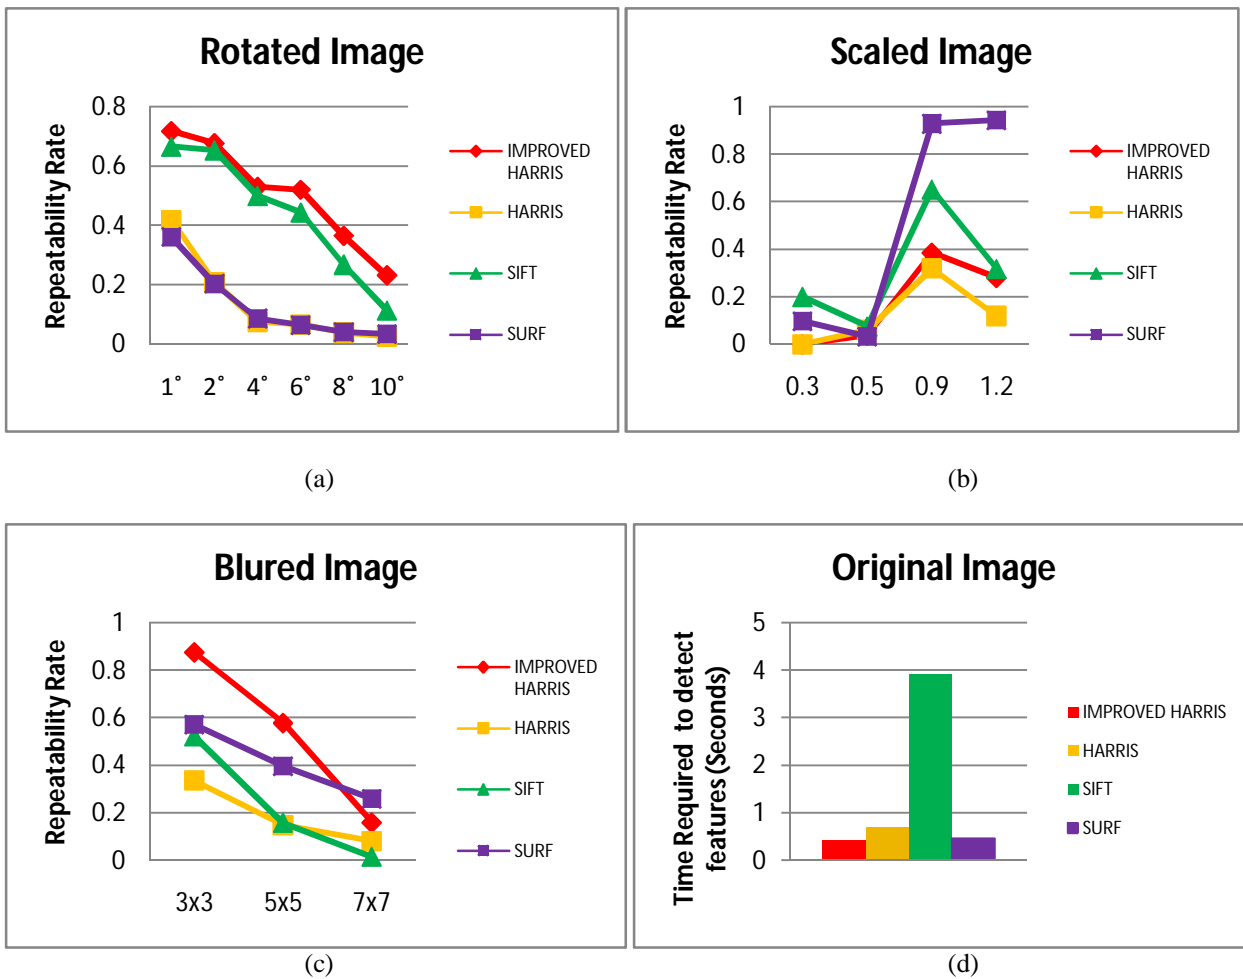 Rotated Image
Repeatability Rate
0.8
0.6
0.4
0.2
0
1˚ 2˚ 4˚ 6˚ 8˚ 10˚
IMPROVED
HARRIS
HARRIS
SIFT
SURF
(a)
Scaled Image
Repeatability Rate
1
0.8
0.6
0.4
0.2
0
0.3 0.5 0.9 1.2
IMPROVED
HARRIS
HARRIS
SIFT
SURF
(b)
Blured Image
Repeatability Rate
1
0.8
0.6
0.4
0.2
0
3x3 5x5 7x7
IMPROVED
HARRIS
HARRIS
SIFT
SURF
(c)
Original Image
Time Required to detect
features (Seconds)
5
4
3
2
1
0
IMPROVED HARRIS
HARRIS
SIFT
SURF
(d)